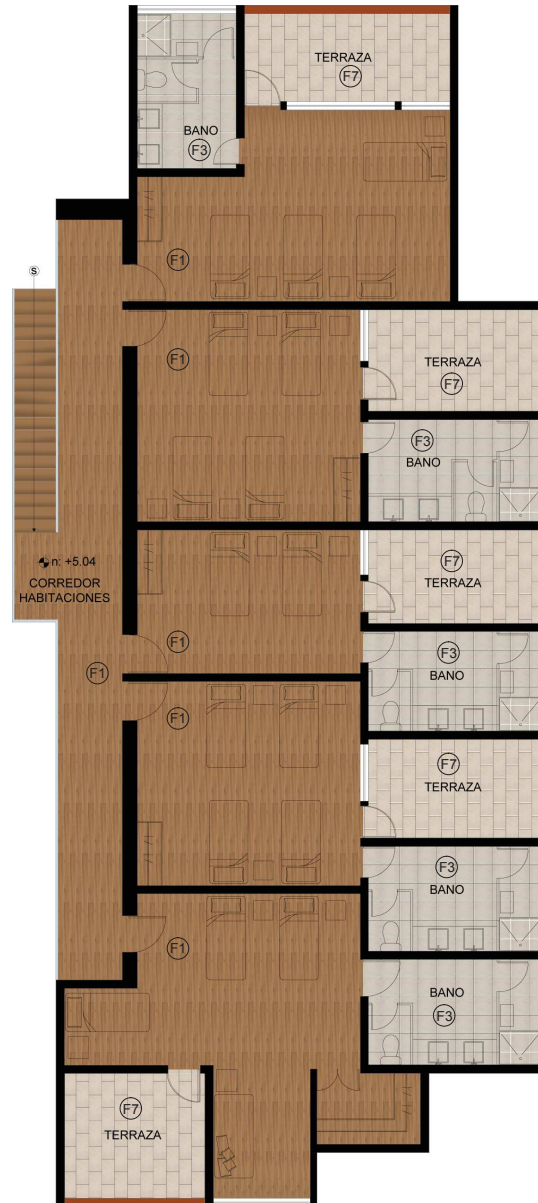 TERRAZA
F7
BANO
F3
F1
S
F1
TERRAZA
F7
F3
BANO
n: +5.04
CORREDOR
HABITACIONES
F7
TERRAZA
F1
F3
BANO
F1
F1
F7
TERRAZA
F3
BANO
F1
BANO
F3
F7
TERRAZA